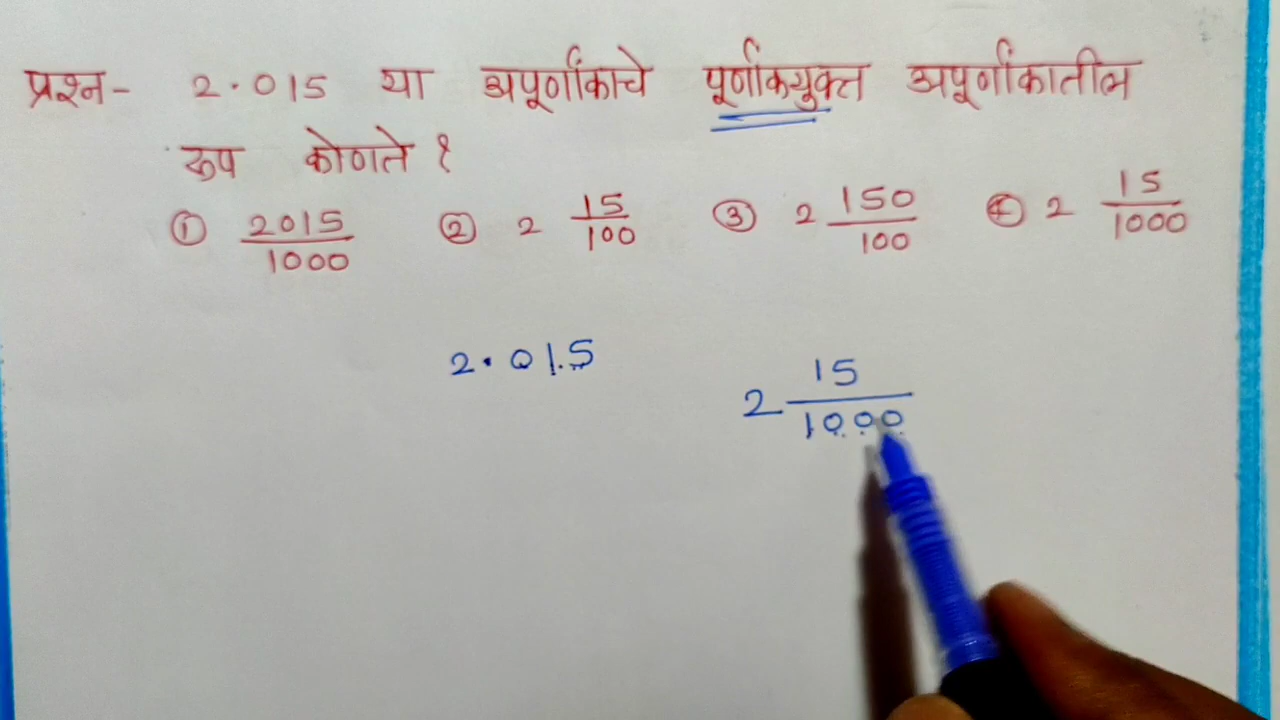 प्रश्न- 2.015 या अपूर्णांकाचे पूर्णांकयुक्त अपूर्णांकातील
रूप कोणते ?
① 2015/1000 ② 2 15/100 ③ 2 150/100 ④ 2 15/1000
2.015 2 15/1000